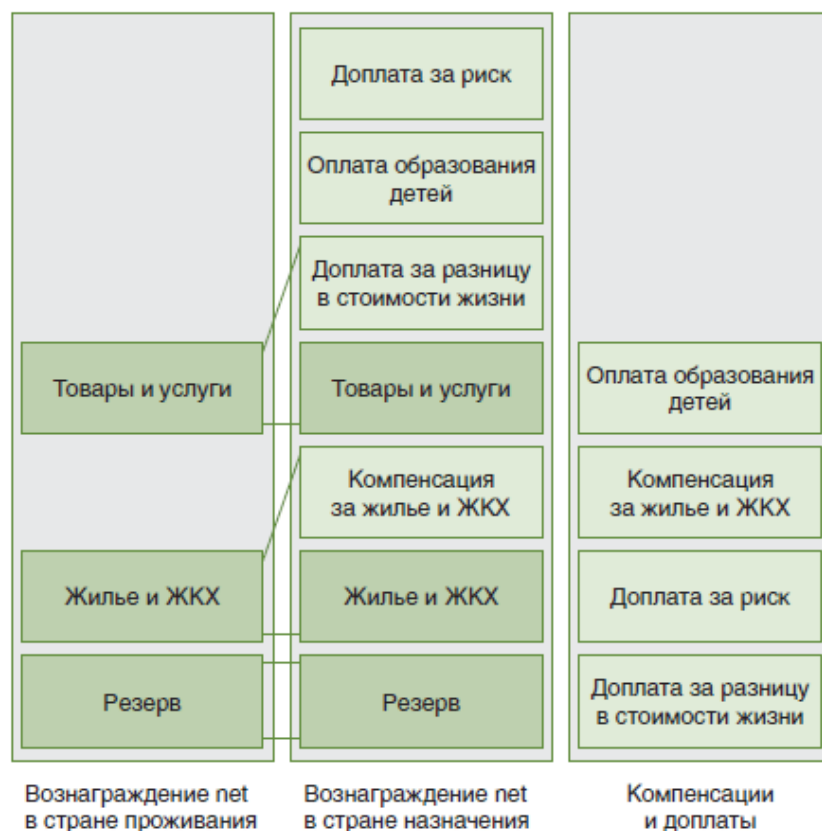 Доплата за риск
Оплата образования
детей
Доплата за разницу
в стоимости жизни
Товары и услуги
Товары и услуги
Оплата образования
детей
Компенсация
за жилье и ЖКХ
Компенсация
за жилье и ЖКХ
Жилье и ЖКХ
Жилье и ЖКХ
Доплата за риск
Резерв
Резерв
Доплата за разницу
в стоимости жизни
Вознаграждение net
в стране проживания
Вознаграждение net
в стране назначения
Компенсации
и доплаты